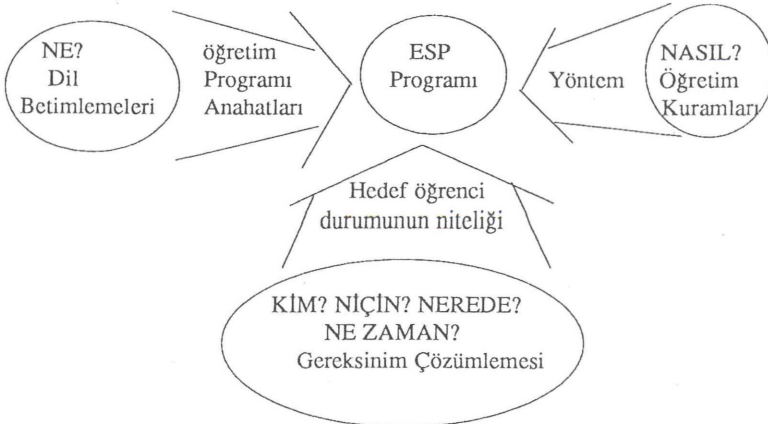 NE?
Dil
Betimlemeleri
öğretim
Programı
Anahatları
ESP
Programı
Yöntem
NASIL?
Öğretim
Kuramları
Hedef öğrenci
durumunun niteliği
KİM? NİÇİN? NEREDE?
NE ZAMAN?
Gereksinim Çözümlemesi